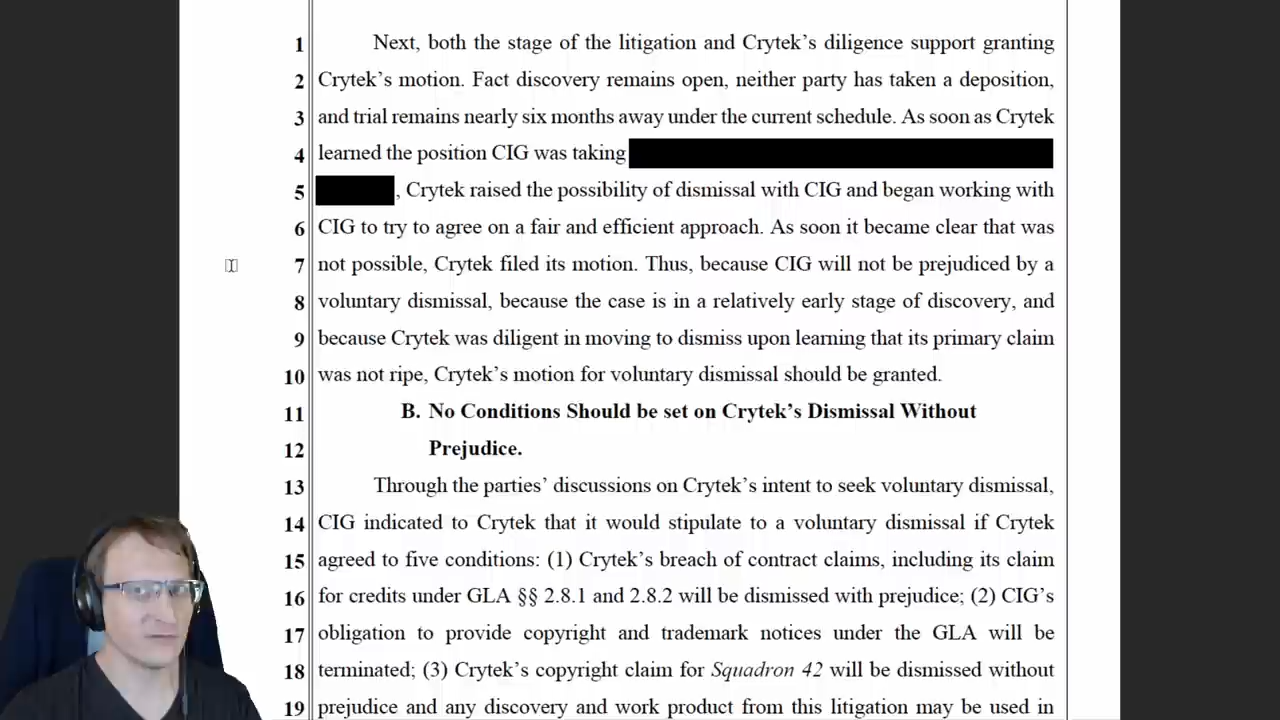 1 Next, both the stage of the litigation and Crytek's diligence support granting
2 Crytek's motion. Fact discovery remains open, neither party has taken a deposition,
3 and trial remains nearly six months away under the current schedule. As soon as Crytek
4 learned the position CIG was taking
5 , Crytek raised the possibility of dismissal with CIG and began working with
6 CIG to try to agree on a fair and efficient approach. As soon it became clear that was
7 not possible, Crytek filed its motion. Thus, because CIG will not be prejudiced by a
8 voluntary dismissal, because the case is in a relatively early stage of discovery, and
9 because Crytek was diligent in moving to dismiss upon learning that its primary claim
10 was not ripe, Crytek's motion for voluntary dismissal should be granted.
11 B. No Conditions Should be set on Crytek's Dismissal Without
12 Prejudice.
13 Through the parties' discussions on Crytek's intent to seek voluntary dismissal,
14 CIG indicated to Crytek that it would stipulate to a voluntary dismissal if Crytek
15 agreed to five conditions: (1) Crytek's breach of contract claims, including its claim
16 for credits under GLA §§ 2.8.1 and 2.8.2 will be dismissed with prejudice; (2) CIG's
17 obligation to provide copyright and trademark notices under the GLA will be
18 terminated; (3) Crytek's copyright claim for Squadron 42 will be dismissed without
19 prejudice and any discovery and work product from this litigation may be used in